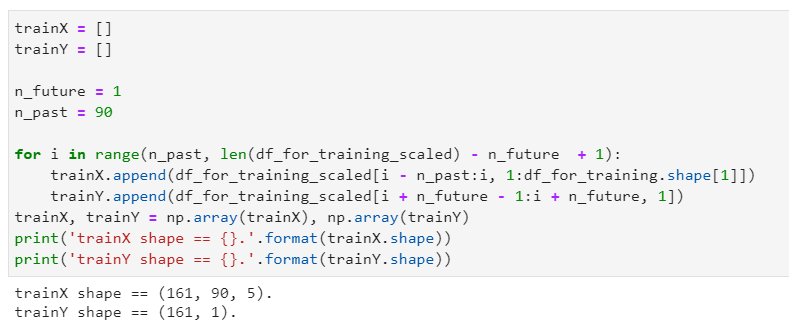 trainX = []
trainY = []
n_future = 1
n_past = 90
for i in range(n_past, len(df_for_training_scaled) - n_future  + 1):
    trainX.append(df_for_training_scaled[i - n_past:i, 1:df_for_training.shape[1]])
    trainY.append(df_for_training_scaled[i + n_future - 1:i + n_future, 1])
trainX, trainY = np.array(trainX), np.array(trainY)
print('trainX shape == {}.'.format(trainX.shape))
print('trainY shape == {}.'.format(trainY.shape))
trainX shape == (161, 90, 5).
trainY shape == (161, 1).